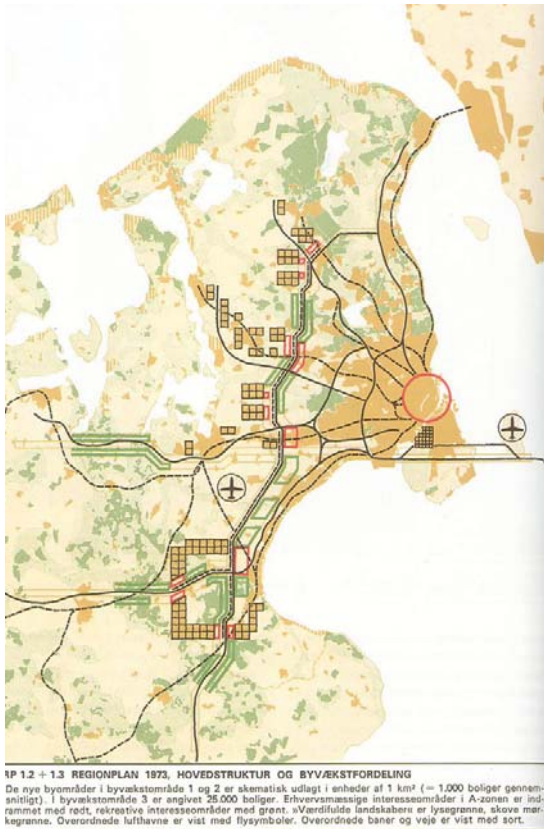 RP 1.2 + 1.3 REGIONPLAN 1973, HOVEDSTRUKTUR OG BYVÆKSTFORDELING
De nye byområder i byvækstområde 1 og 2 er skematisk udlagt i enheder af 1 km² (= 1.000 boliger gennem-
snitligt). I byvækstområde 3 er angivet 25.000 boliger. Erhvervsmæssige interesseområder i A-zonen er ind-
rammet med rødt, rekreative interesseområder med grønt. »Værdifulde landskaber« er lysegrønne, skove mør-
kegrønne. Overordnede lufthavne er vist med flysymboler. Overordnede baner og veje er vist med sort.